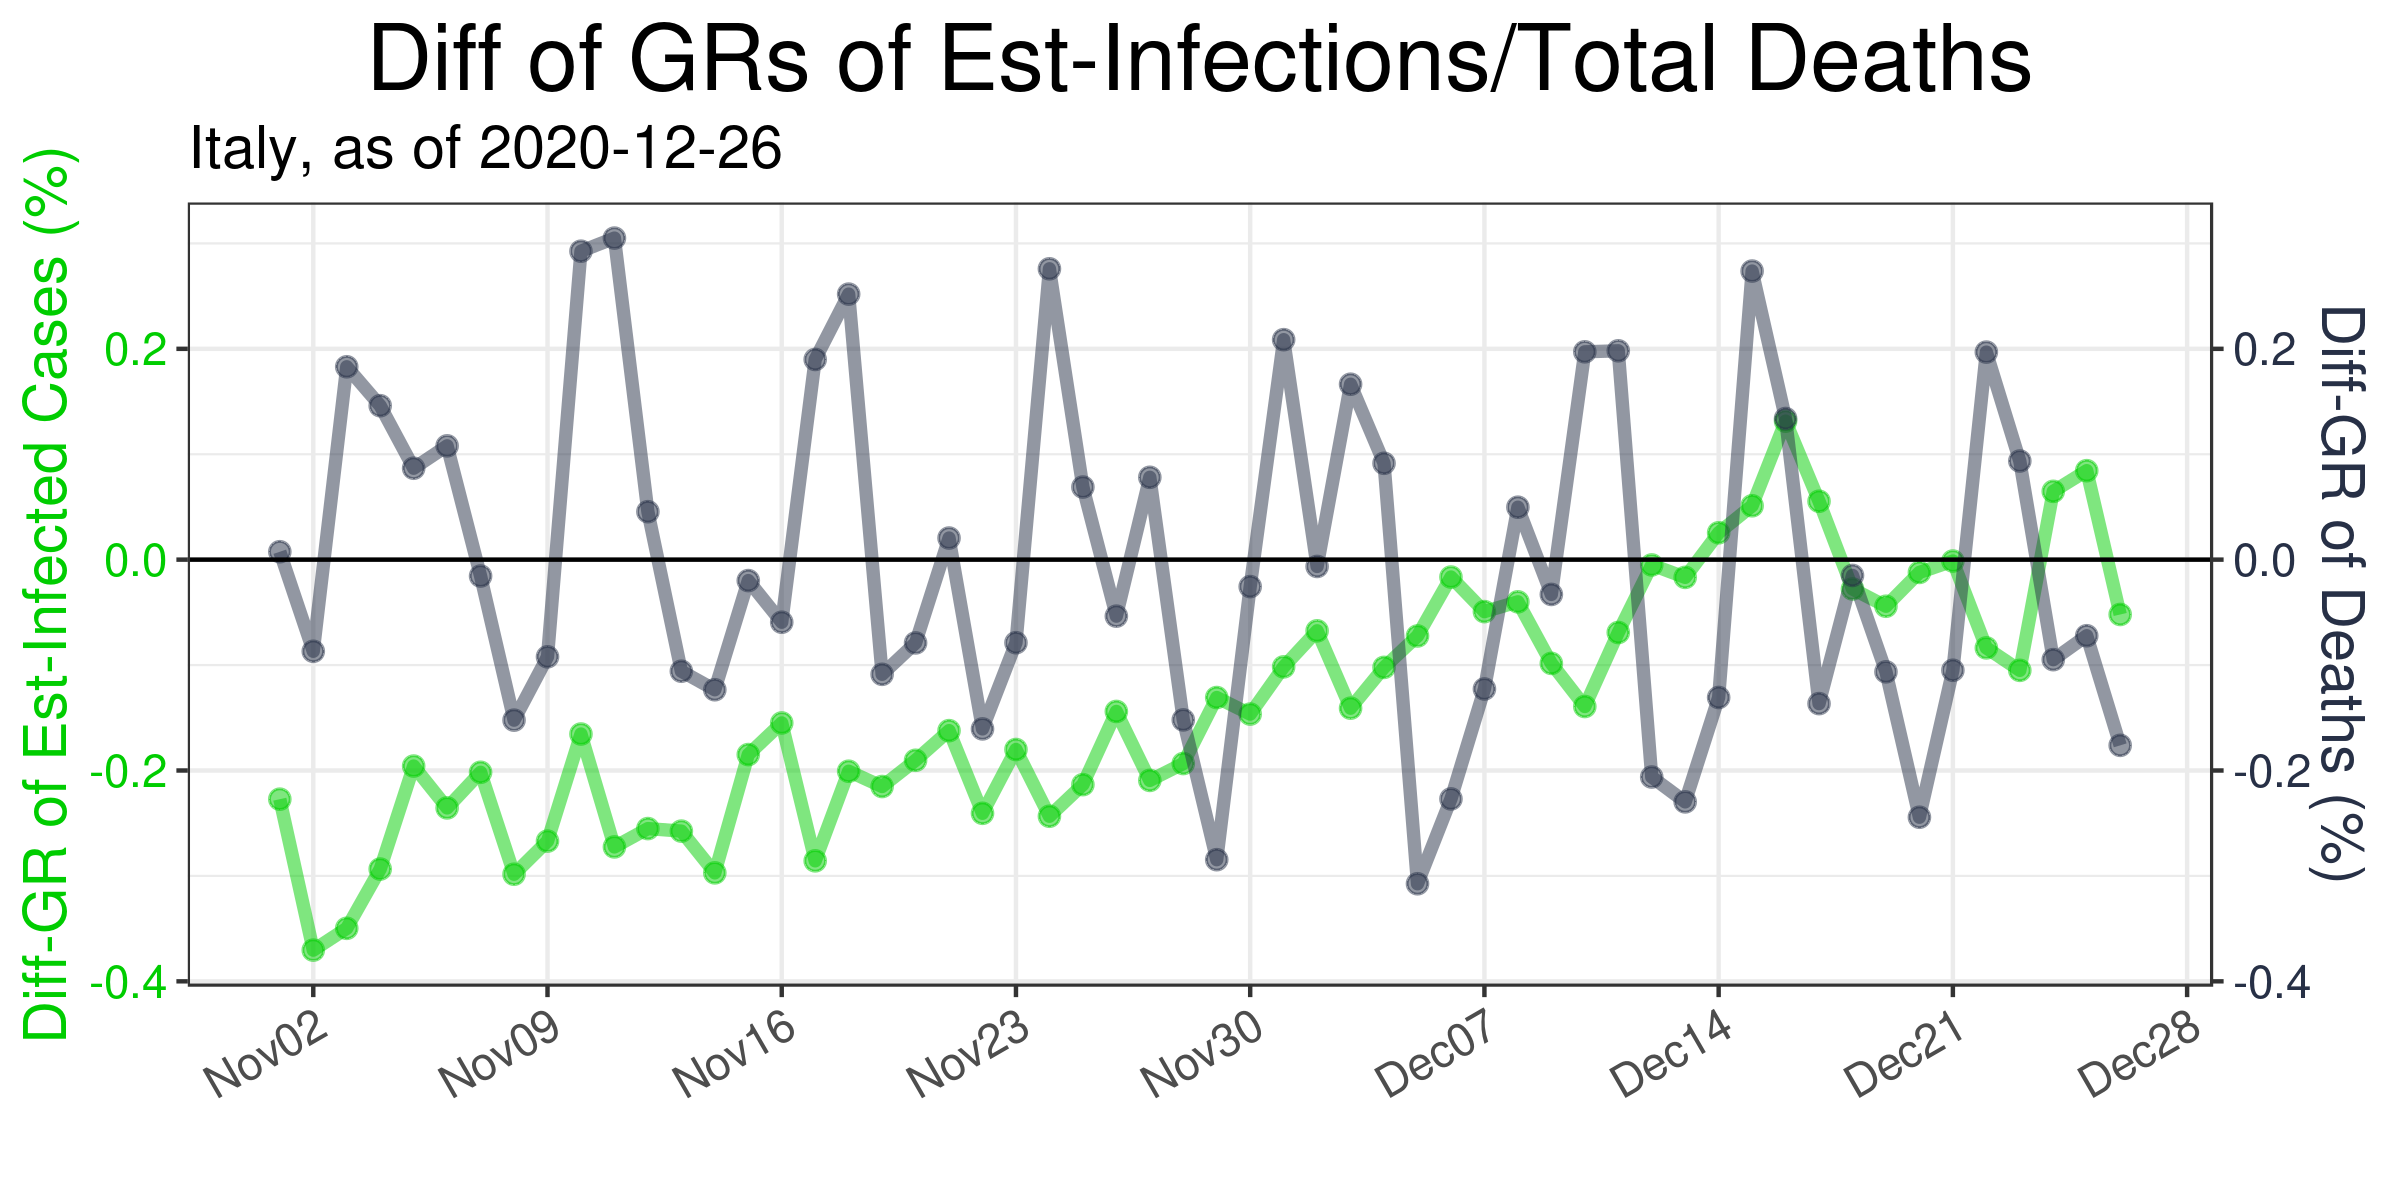 Diff of GRs of Est-Infections/Total Deaths
Italy, as of 2020-12-26
Diff-GR of Est-Infected Cases (%)
0.2
0.0
-0.2
-0.4
0.2
0.0
-0.2
-0.4
Diff-GR of Deaths (%)
Nov02
Nov09
Nov16
Nov23
Nov30
Dec07
Dec14
Dec21
Dec28